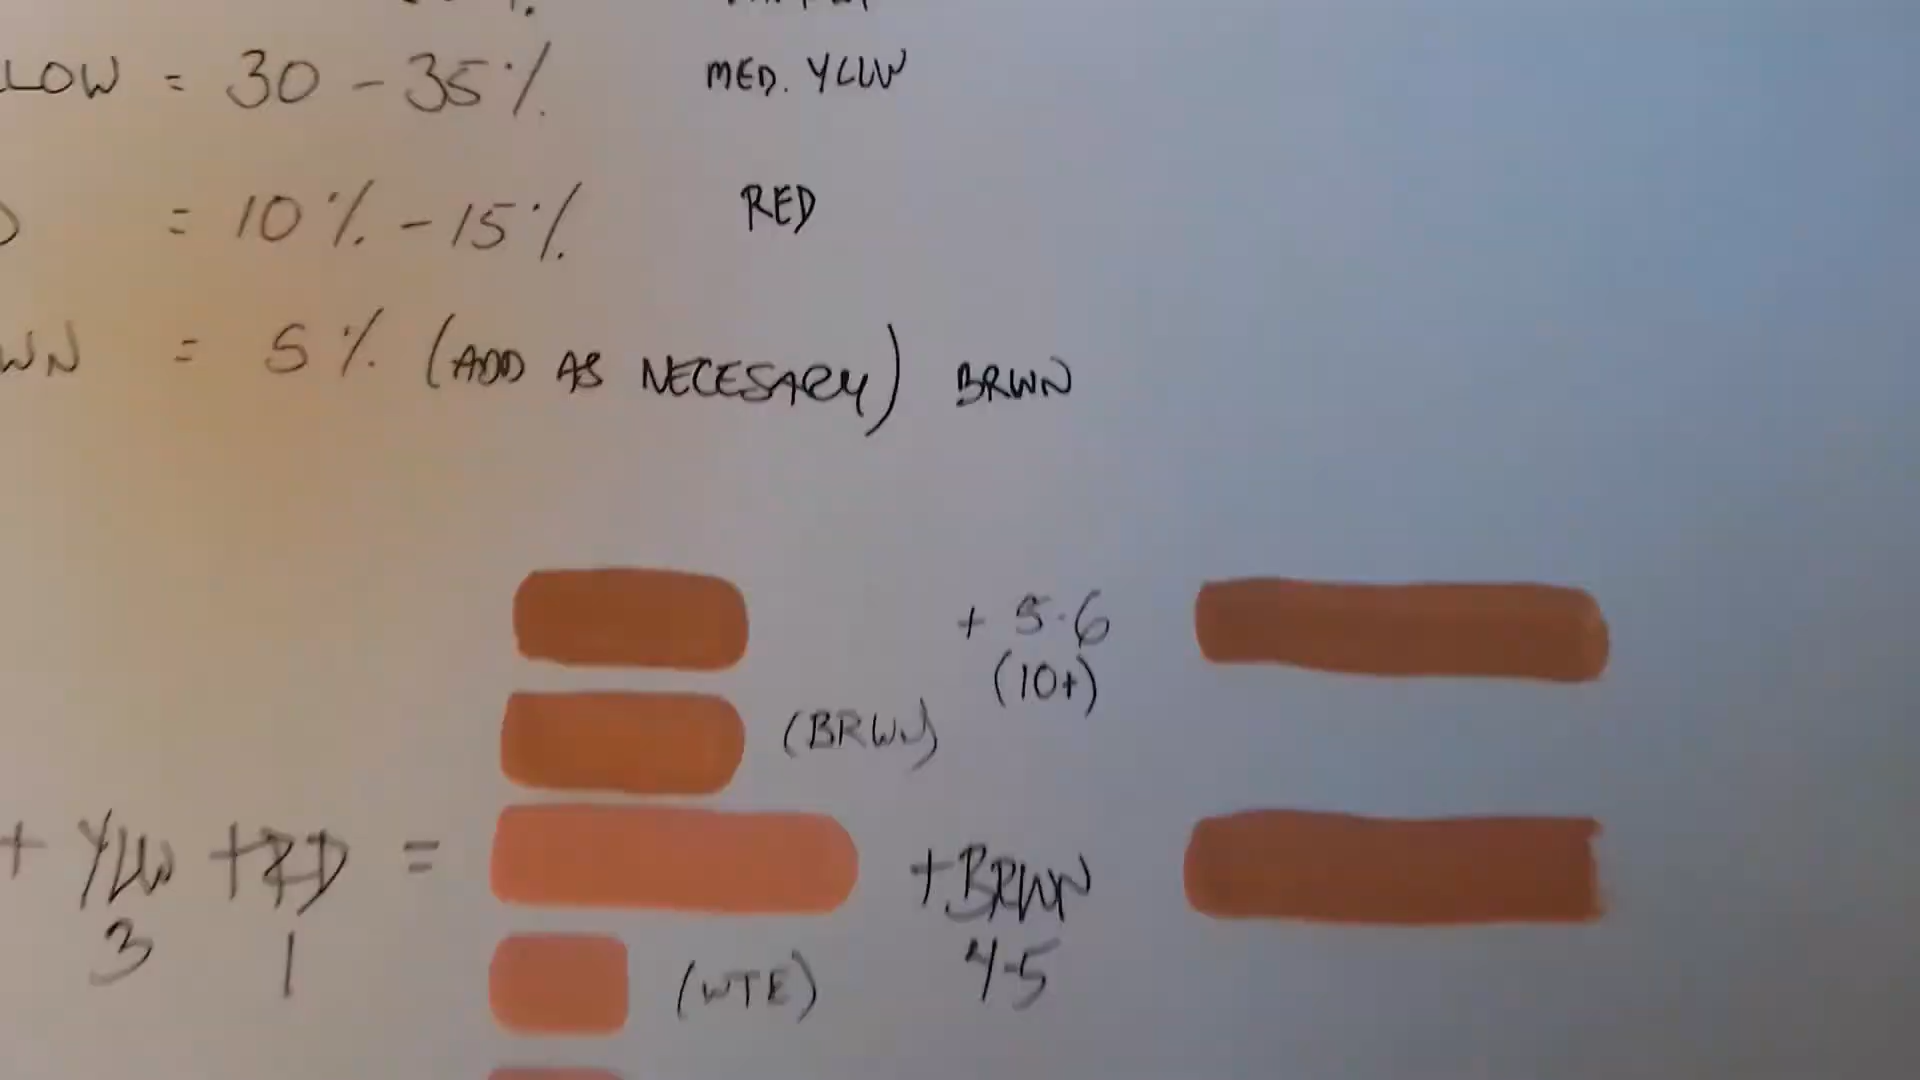 LOW = 30 - 35% MED. YLLW
= 10% - 15% RED
WN = 5% (ADD AS NECESARY) BRWN
+ 5-6
(10+)
(BRWN)
+ YLLW + RD = + BRWN
3 1 4-5
(WTE)